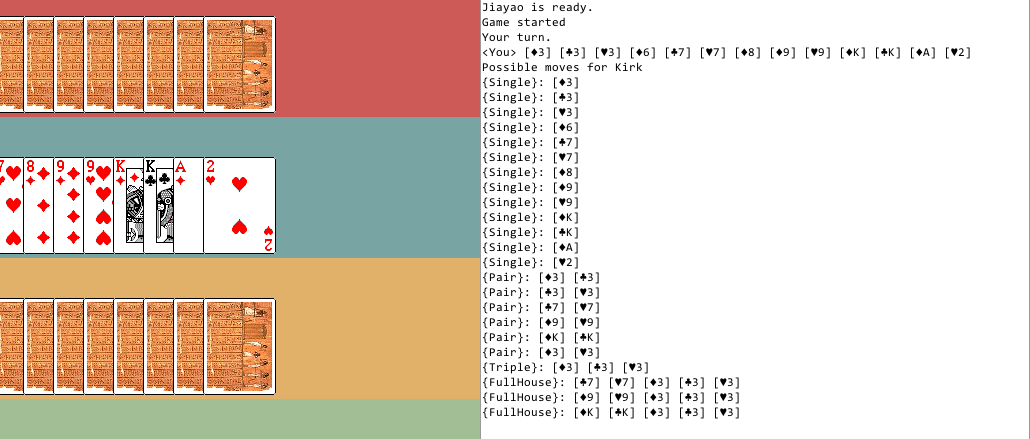 7 8 9 9 K K A 2
2
Jiayao is ready.
Game started
Your turn.
<You> [♦3] [♣3] [♥3] [♦6] [♣7] [♥7] [♦8] [♦9] [♥9] [♦K] [♣K] [♦A] [♥2]
Possible moves for Kirk
{Single}: [♦3]
{Single}: [♣3]
{Single}: [♥3]
{Single}: [♦6]
{Single}: [♣7]
{Single}: [♥7]
{Single}: [♦8]
{Single}: [♦9]
{Single}: [♥9]
{Single}: [♦K]
{Single}: [♣K]
{Single}: [♦A]
{Single}: [♥2]
{Pair}: [♦3] [♣3]
{Pair}: [♣3] [♥3]
{Pair}: [♣7] [♥7]
{Pair}: [♦9] [♥9]
{Pair}: [♦K] [♣K]
{Pair}: [♦3] [♥3]
{Triple}: [♦3] [♣3] [♥3]
{FullHouse}: [♣7] [♥7] [♦3] [♣3] [♥3]
{FullHouse}: [♦9] [♥9] [♦3] [♣3] [♥3]
{FullHouse}: [♦K] [♣K] [♦3] [♣3] [♥3]